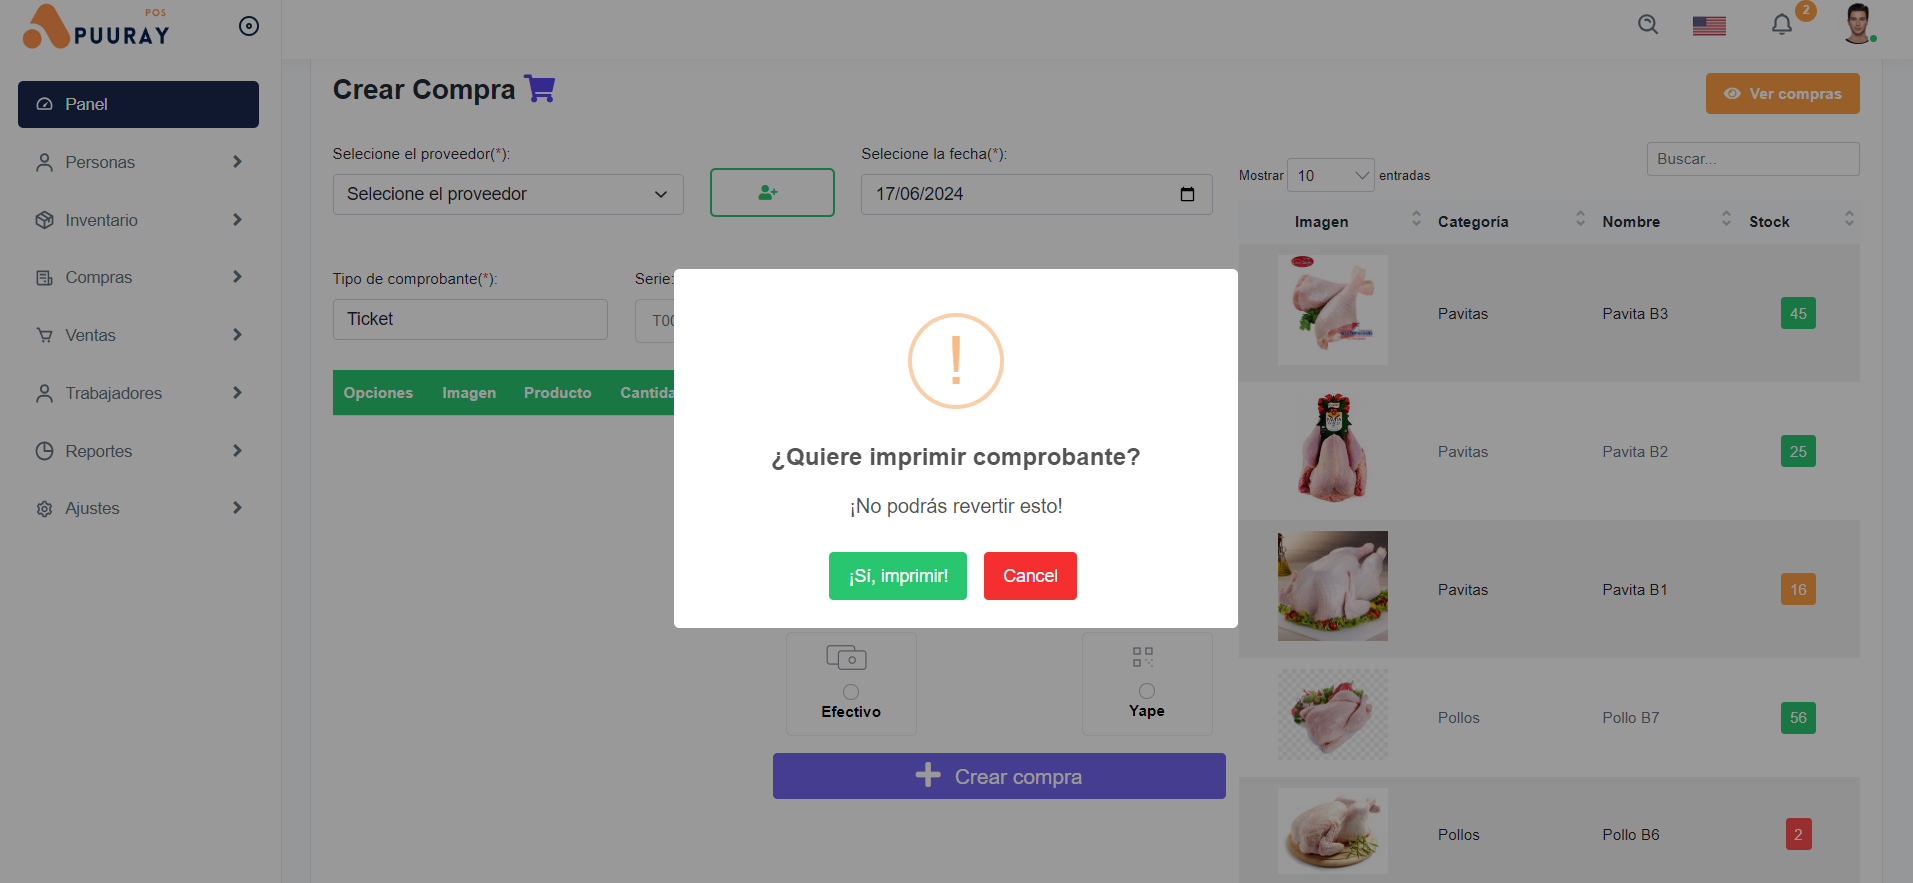 POS
PUURAY
2
Panel
Personas
Inventario
Compras
Ventas
Trabajadores
Reportes
Ajustes
Crear Compra
Ver compras
Selecione el proveedor(*):
Selecione el proveedor
Selecione la fecha(*):
17/06/2024
Tipo de comprobante(*):
Ticket
Serie:
T00
Opciones Imagen Producto Cantida
¿Quiere imprimir comprobante?
¡No podrás revertir esto!
¡Sí, imprimir! Cancel
Efectivo
Yape
Crear compra
Mostrar 10 entradas
Buscar...
Imagen Categoría Nombre Stock
Pavitas Pavita B3 45
Pavitas Pavita B2 25
Pavitas Pavita B1 16
Pollos Pollo B7 56
Pollos Pollo B6 2